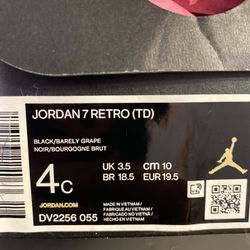 JORDAN 7 RETRO (TD)
BLACK/BARELY GRAPE
NOIR/BOURGOGNE BRUT
4C
UK 3.5
cm 10
BR 18.5
EUR 19.5
JORDAN.COM
DV2256 055
MADE IN VIETNAM /
FABRIQUÉ AU VIETNAM /
FABRICADO NO VIETNÃ /
HECHO EN VIETNAM